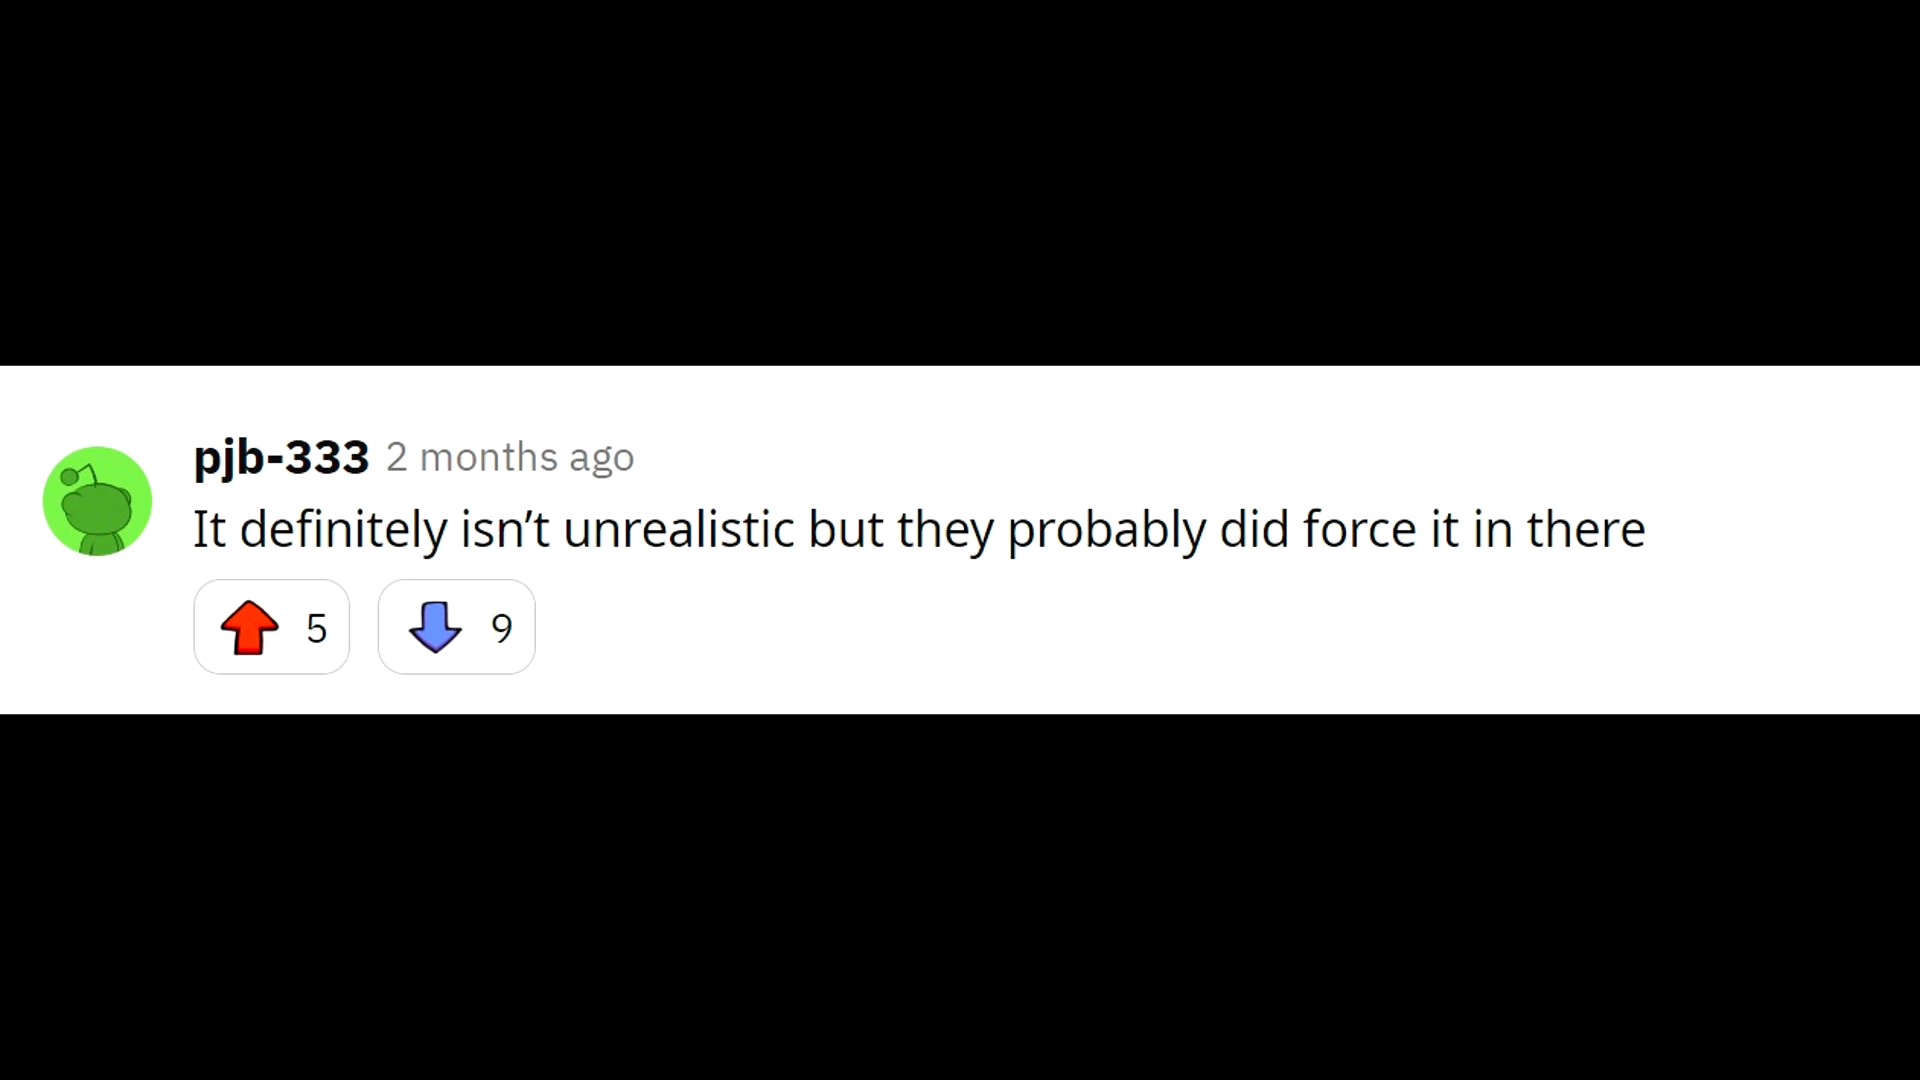 pjb-333 2 months ago
It definitely isn’t unrealistic but they probably did force it in there
5 9